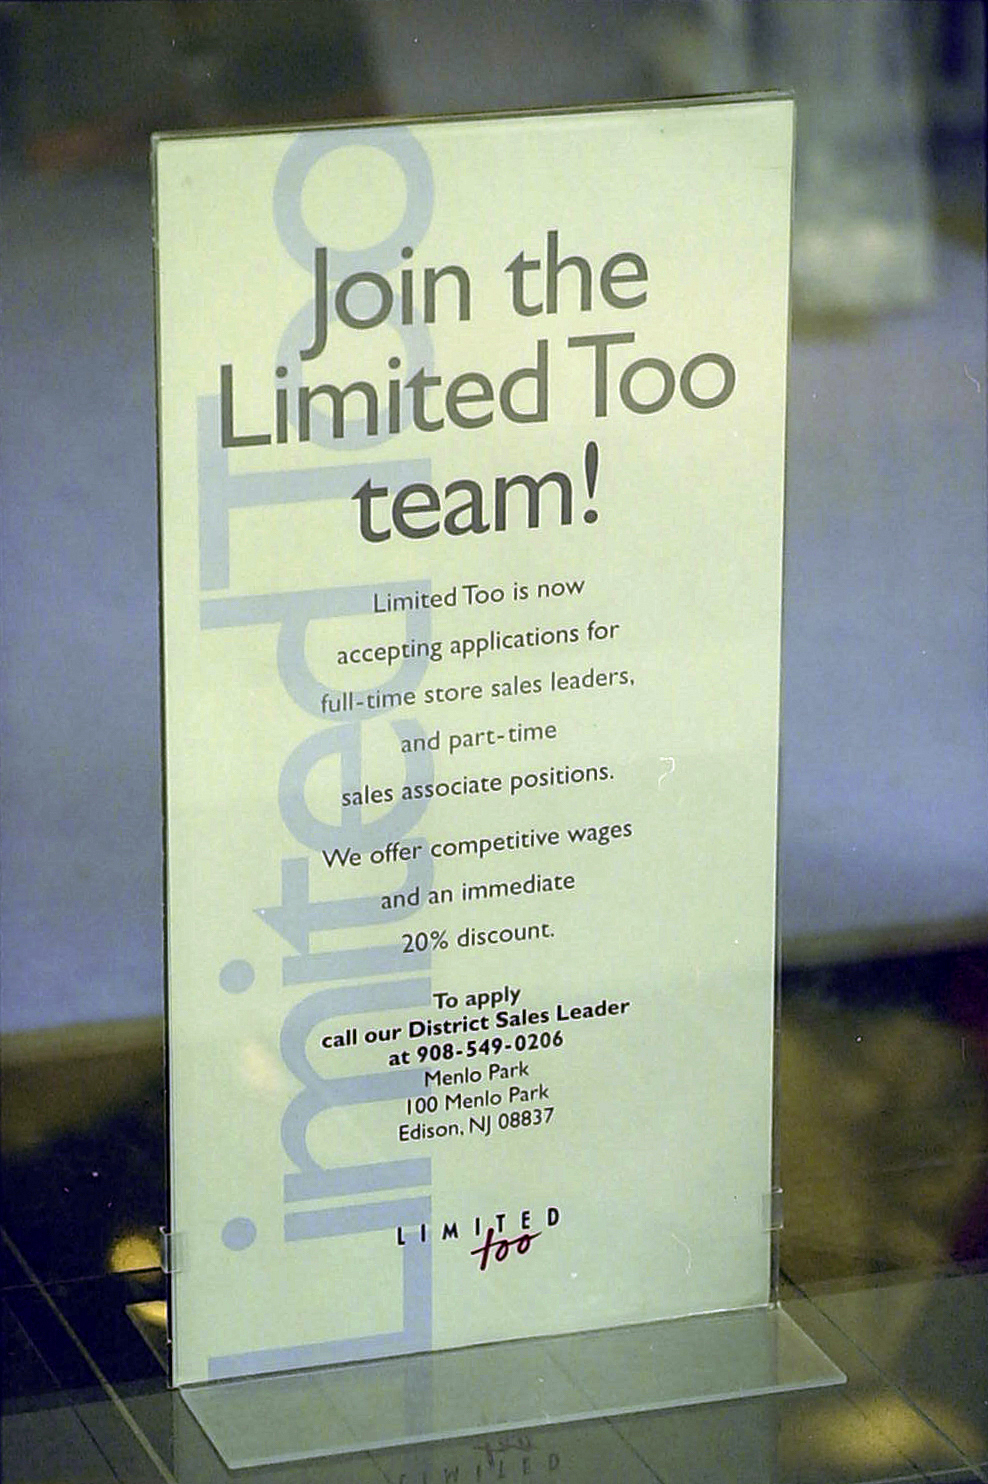 Limited Too
Join the
Limited Too
team!
Limited Too is now
accepting applications for
full-time store sales leaders,
and part-time
sales associate positions.
We offer competitive wages
and an immediate
20% discount.
To apply
call our District Sales Leader
at 908-549-0206
Menlo Park
100 Menlo Park
Edison, NJ 08837
LIMITED
too